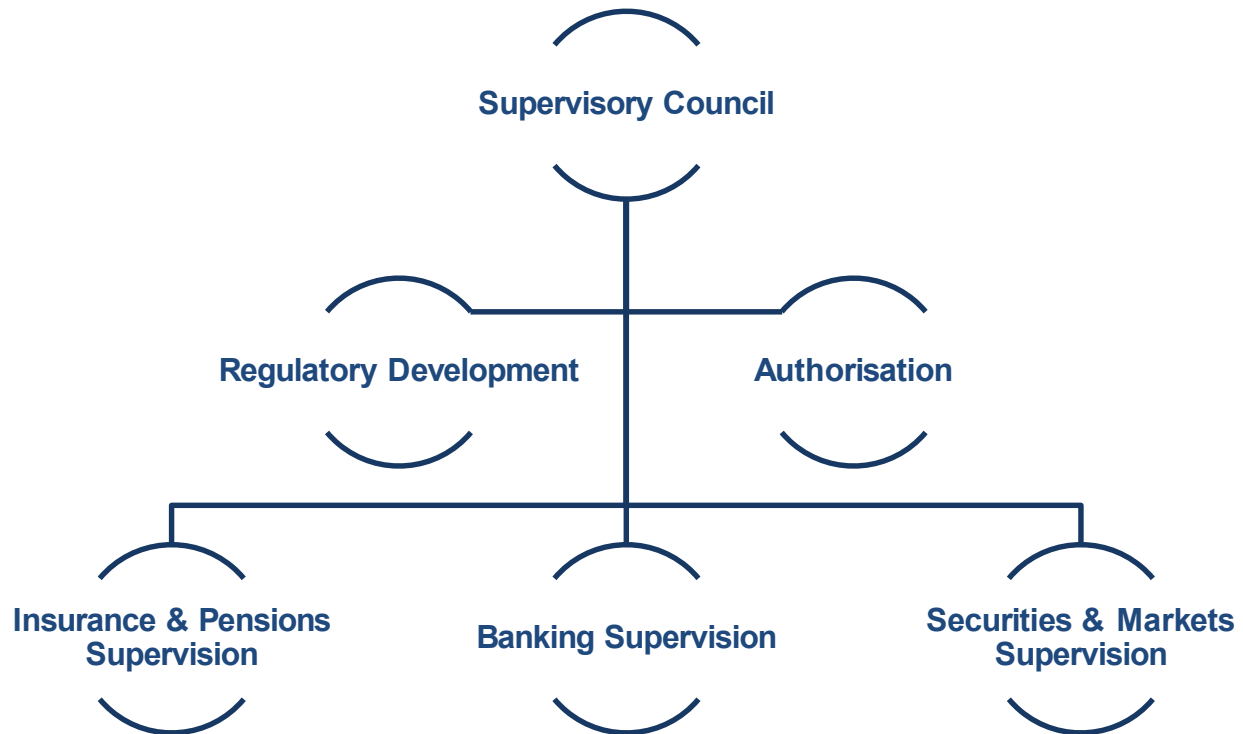 Supervisory Council
Regulatory Development
Authorisation
Insurance & Pensions
Supervision
Banking Supervision
Securities & Markets
Supervision